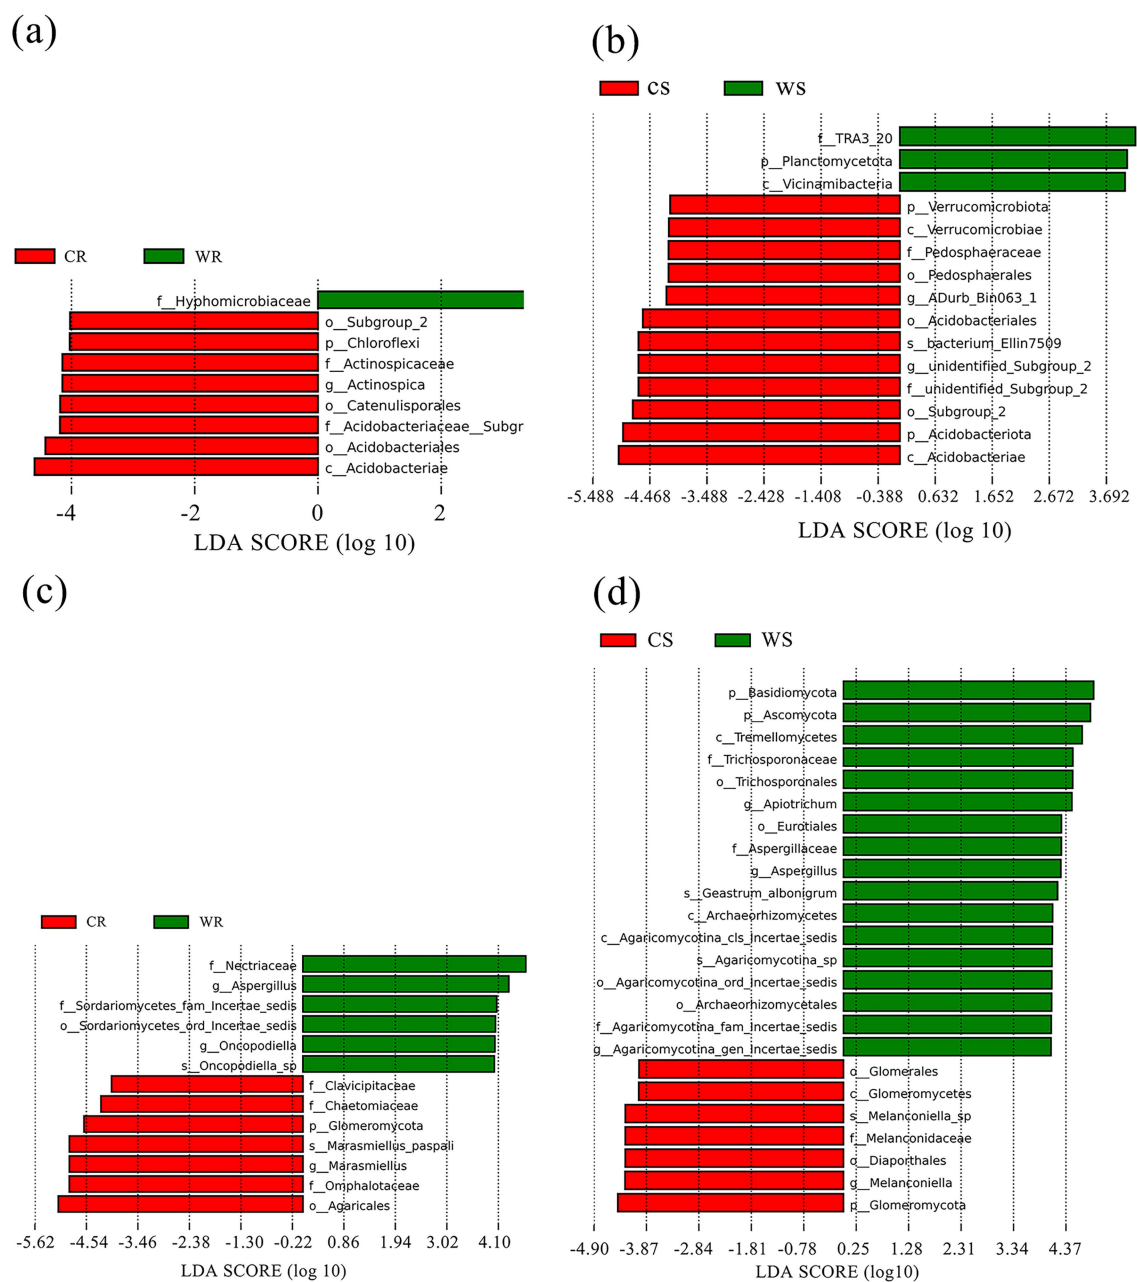 (a)
CR WR
f__Hyphomicrobiaceae
o__Subgroup_2
p__Chloroflexi
f__Actinospicaceae
g__Actinospica
o__Catenulisporales
f__Acidobacteriaceae__Subgr
o__Acidobacteriales
c__Acidobacteriae
-4 -2 0 2
LDA SCORE (log 10)
(b)
CS WS
f__TRA3_20
p__Planctomycetota
c__Vicinamibacteria
p__Verrucomicrobiota
c__Verrucomicrobiae
f__Pedosphaeraceae
o__Pedosphaerales
g__ADurb_Bin063_1
o__Acidobacteriales
s__bacterium_Ellin7509
g__unidentified_Subgroup_2
f__unidentified_Subgroup_2
o__Subgroup_2
p__Acidobacteriota
c__Acidobacteriae
-5.488 -4.468 -3.488 -2.428 -1.408 -0.388 0.632 1.652 2.672 3.692
LDA SCORE (log 10)
(c)
CR WR
f__Nectriaceae
g__Aspergillus
f__Sordariomycetes_fam_Incertae_sedis
o__Sordariomycetes_ord_Incertae_sedis
g__Oncopodiella
s__Oncopodiella_sp
f__Clavicipitaceae
f__Chaetomiaceae
p__Glomeromycota
s__Marasmiellus_paspali
g__Marasmiellus
f__Omphalotaceae
o__Agaricales
-5.62 -4.54 -3.46 -2.38 -1.30 -0.22 0.86 1.94 3.02 4.10
LDA SCORE (log 10)
(d)
CS WS
p__Basidiomycota
p__Ascomycota
c__Tremellomycetes
f__Trichosporonaceae
o__Trichosporonales
g__Apiotrichum
o__Eurotiales
f__Aspergillaceae
g__Aspergillus
s__Geastrum_albonigrum
c__Archaeorhizomycetes
c__Agaricomycotina_cls_Incertae_sedis
s__Agaricomycotina_sp
o__Agaricomycotina_ord_Incertae_sedis
o__Archaeorhizomycetales
f__Agaricomycotina_fam_Incertae_sedis
g__Agaricomycotina_gen_Incertae_sedis
o__Glomerales
c__Glomeromycetes
s__Melanconiella_sp
f__Melanconidaceae
o__Diaporthales
g__Melanconiella
p__Glomeromycota
-4.90 -3.87 -2.84 -1.81 -0.78 0.25 1.28 2.31 3.34 4.37
LDA SCORE (log10)